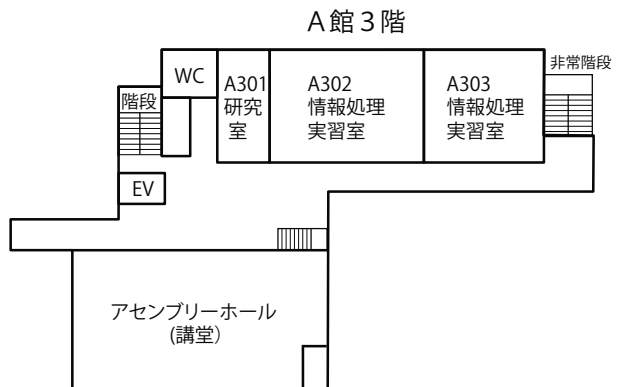 A館3階
非常階段
WC
階段
A301
研究
室
A302
情報処理
実習室
A303
情報処理
実習室
EV
アセンブリーホール
(講堂)